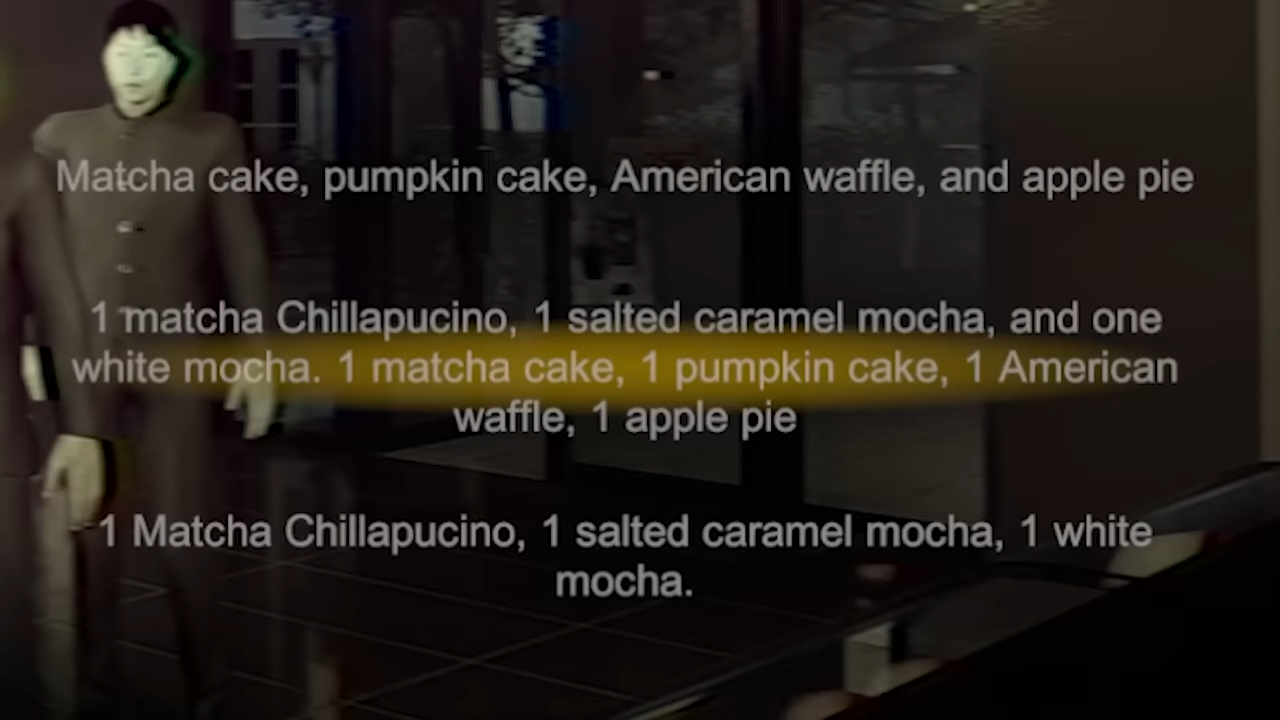 Matcha cake, pumpkin cake, American waffle, and apple pie
1 matcha Chillapucino, 1 salted caramel mocha, and one
white mocha. 1 matcha cake, 1 pumpkin cake, 1 American
waffle, 1 apple pie
1 Matcha Chillapucino, 1 salted caramel mocha, 1 white
mocha.